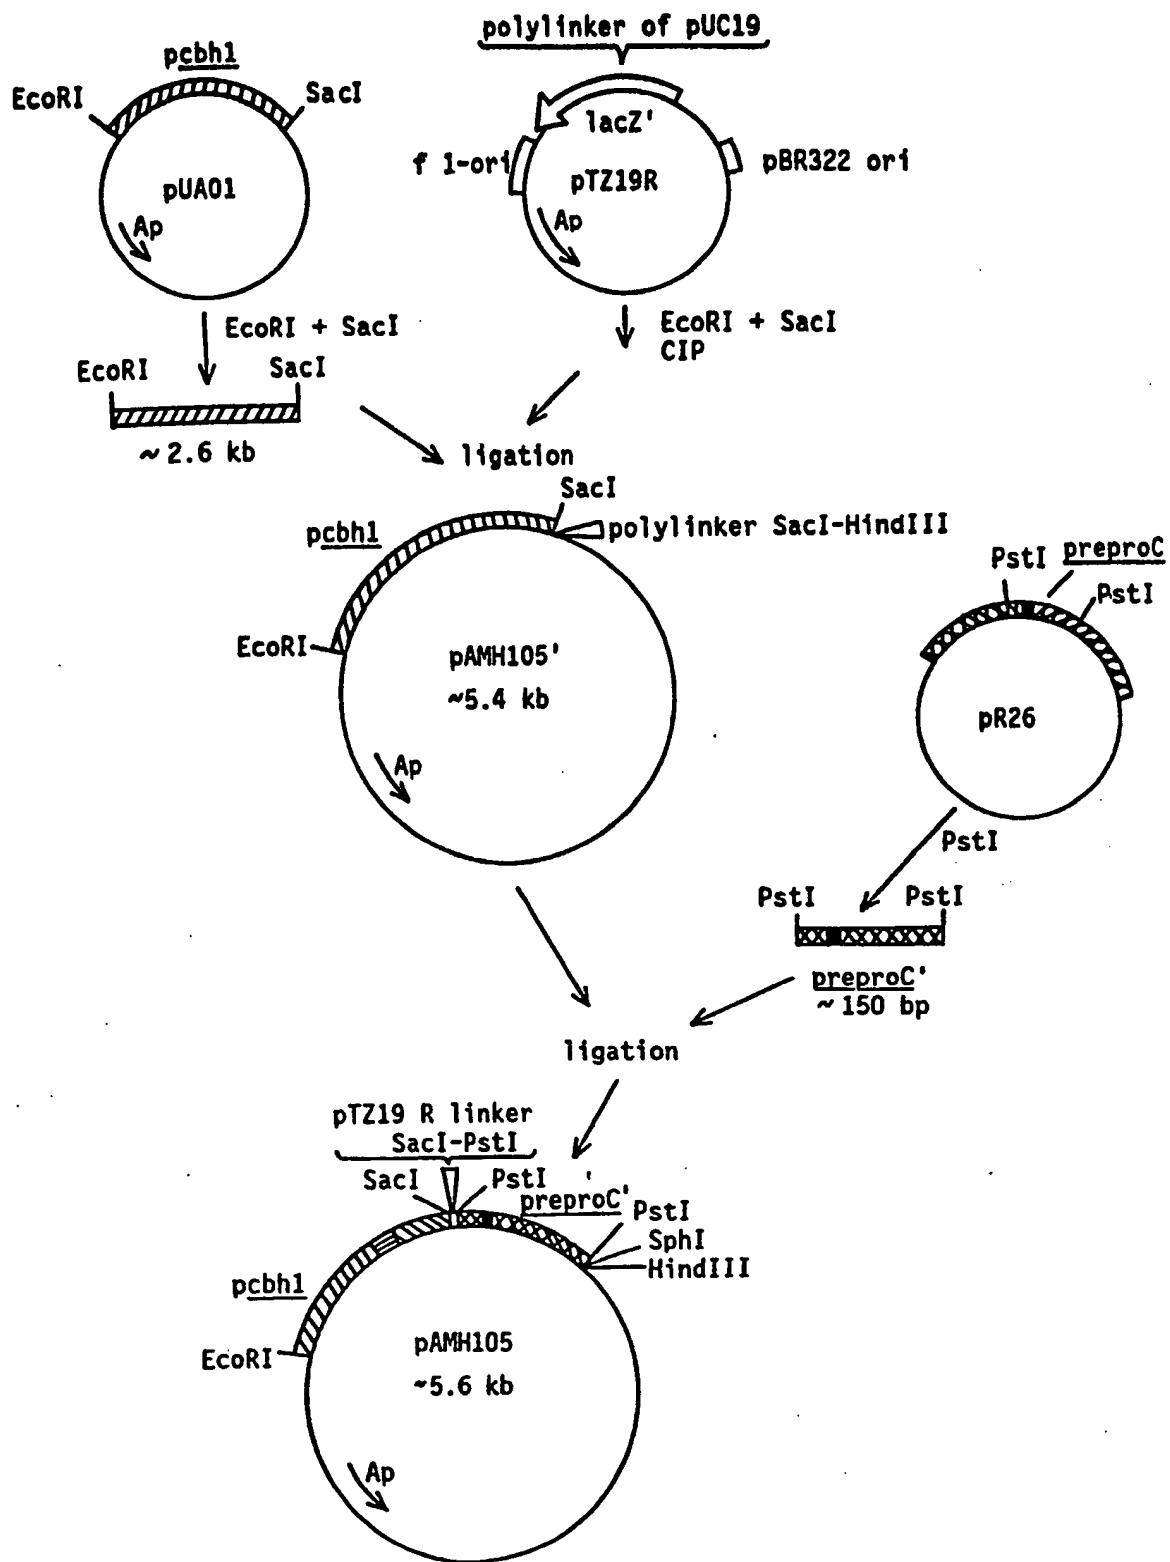 polylinker of pUC19
pcbh1
EcoRI
SacI
lacZ'
f 1-ori
pBR322 ori
pUA01
pTZ19R
Ap
Ap
EcoRI + SacI
EcoRI + SacI
CIP
EcoRI
SacI
~2.6 kb
ligation
SacI
polylinker SacI-HindIII
pcbh1
EcoRI
pAMH105'
~5.4 kb
Ap
PstI
preproC
PstI
pR26
PstI
PstI
PstI
preproC'
~150 bp
ligation
pTZ19 R linker
SacI-PstI
SacI
PstI
preproC'
PstI
SphI
HindIII
pcbh1
EcoRI
pAMH105
~5.6 kb
Ap